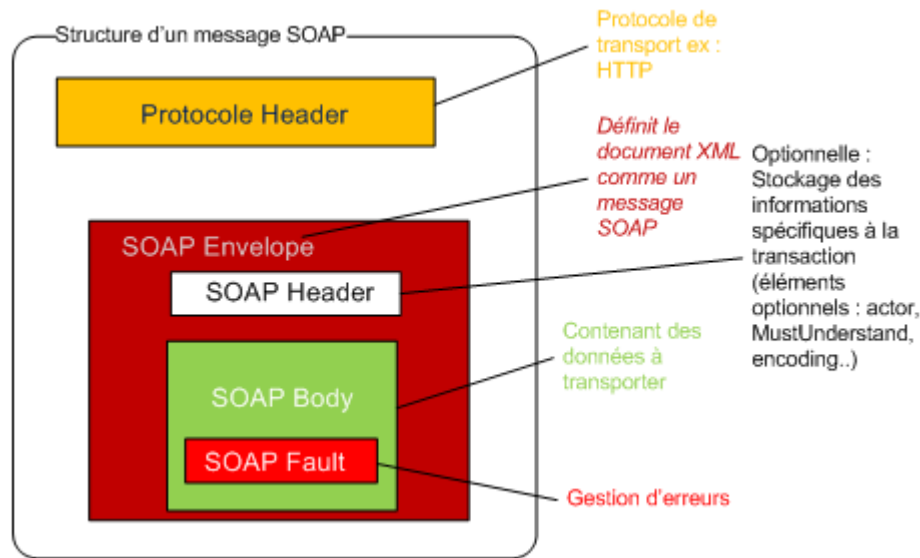 Structure d'un message SOAP
Protocole Header
SOAP Envelope
SOAP Header
SOAP Body
SOAP Fault
Protocole de
transport ex :
HTTP
Définit le
document XML
comme un
message
SOAP
Optionnelle :
Stockage des
informations
spécifiques à la
transaction
(éléments
optionnels : actor,
MustUnderstand,
encoding..)
Contenant des
données à
transporter
Gestion d'erreurs